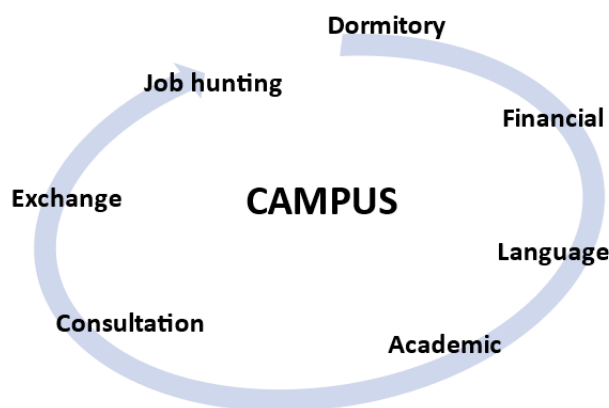 Dormitory
Financial
Language
Academic
Consultation
Exchange
Job hunting
CAMPUS